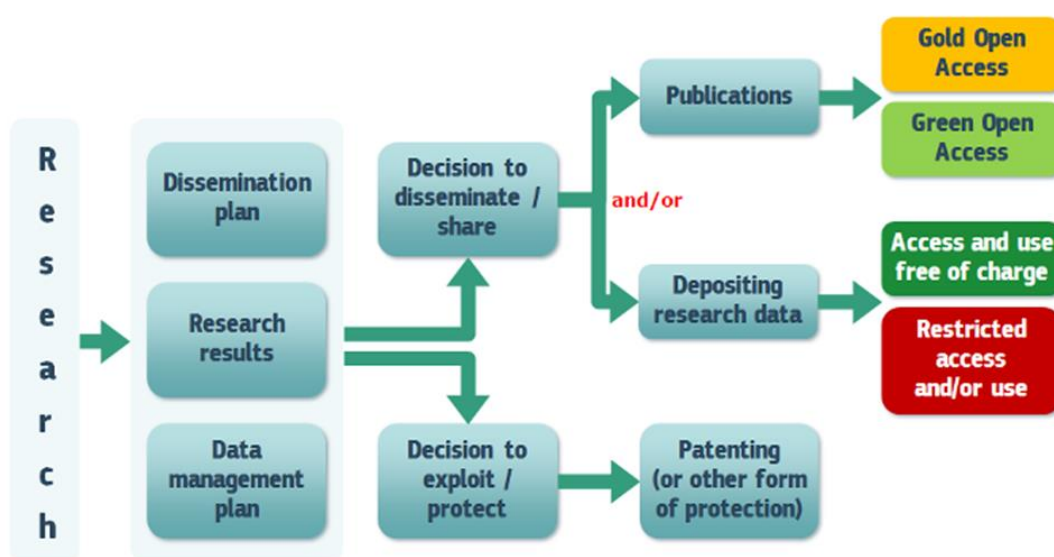 Research
Dissemination
plan
Research
results
Data
management
plan
Decision to
disseminate /
share
Decision to
exploit /
protect
and/or
Publications
Depositing
research data
Patenting
(or other form
of protection)
Gold Open
Access
Green Open
Access
Access and use
free of charge
Restricted
access
and/or use